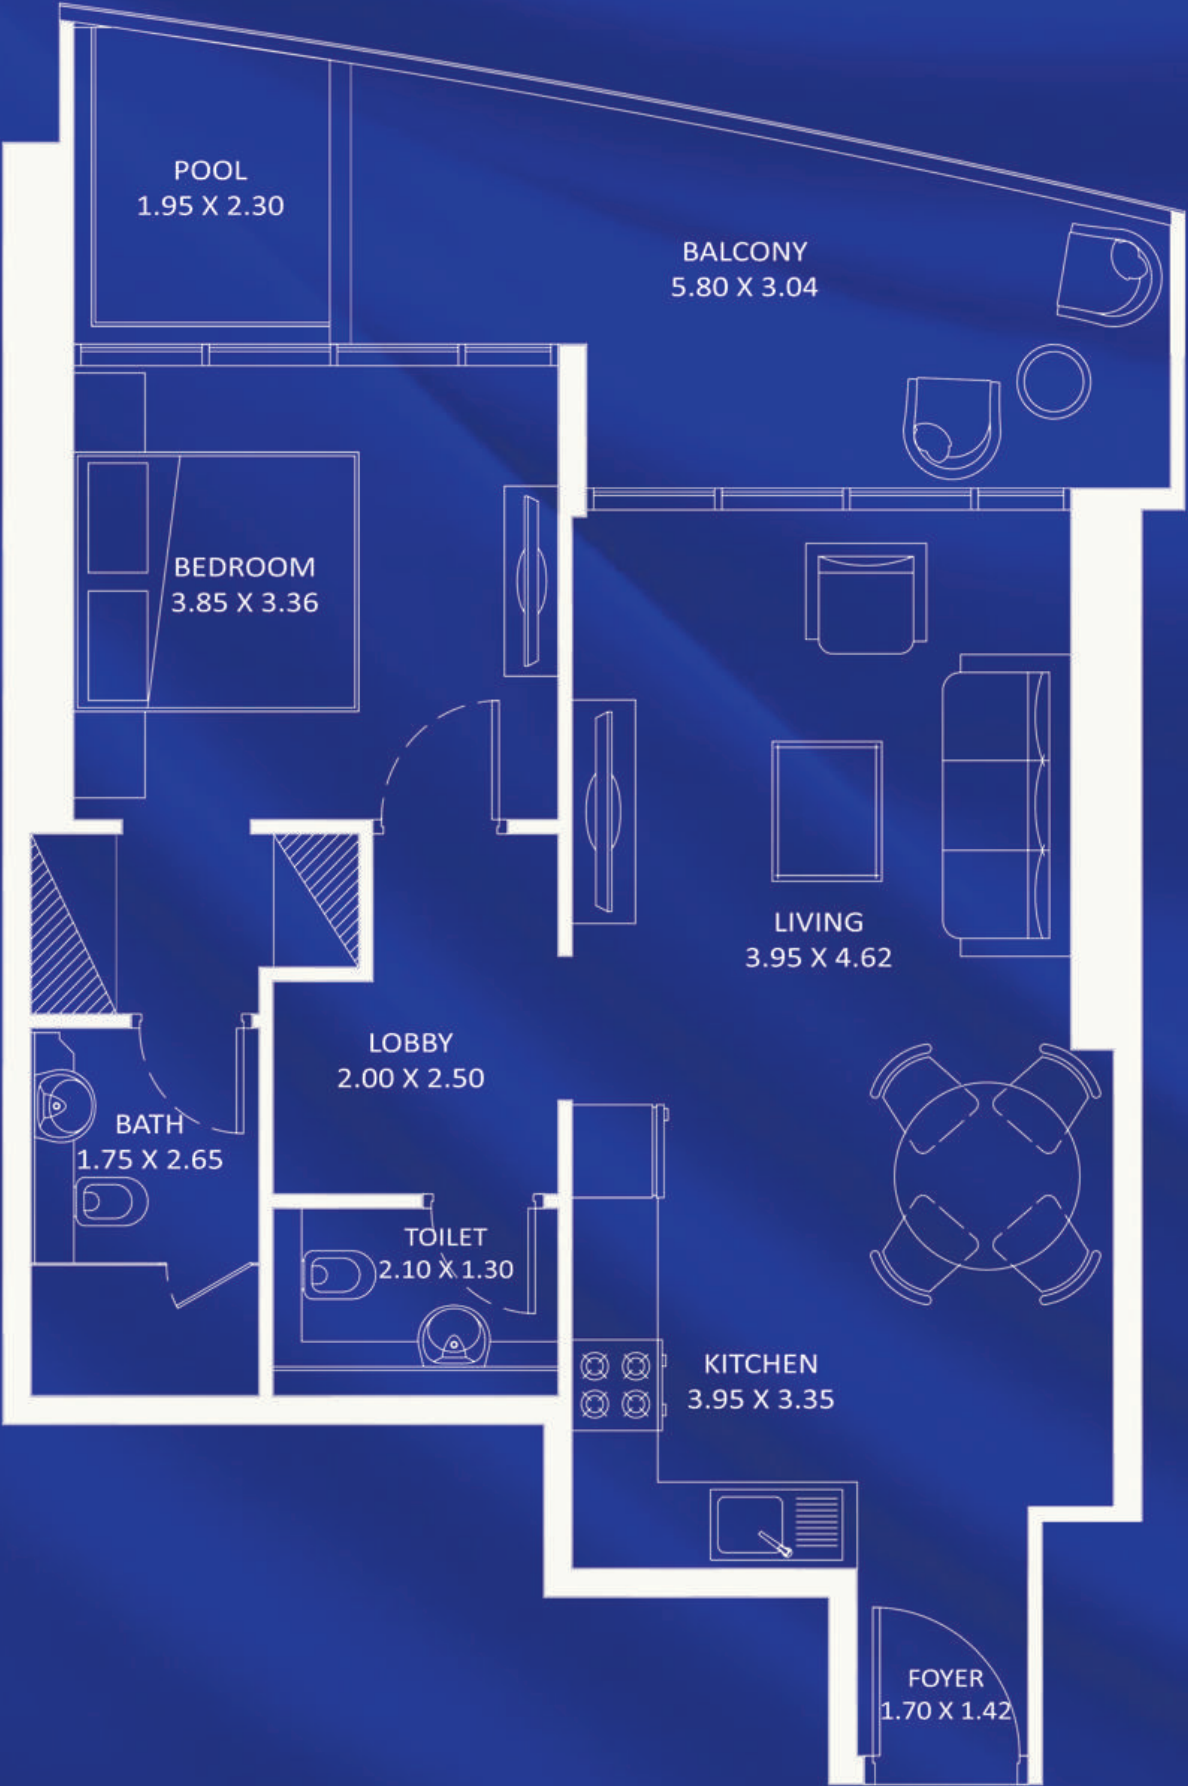 POOL
1.95 X 2.30
BALCONY
5.80 X 3.04
BEDROOM
3.85 X 3.36
LIVING
3.95 X 4.62
LOBBY
2.00 X 2.50
BATH
1.75 X 2.65
TOILET
2.10 X 1.30
KITCHEN
3.95 X 3.35
FOYER
1.70 X 1.42